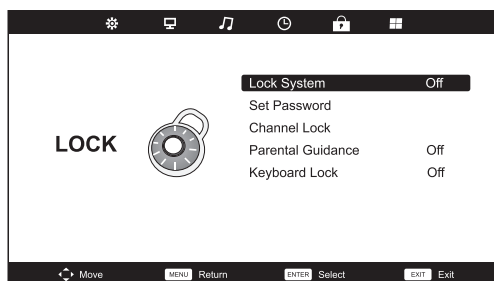 Lock System Off
Set Password
Channel Lock
LOCK
Parental Guidance Off
Keyboard Lock Off
Move MENU Return ENTER Select EXIT Exit